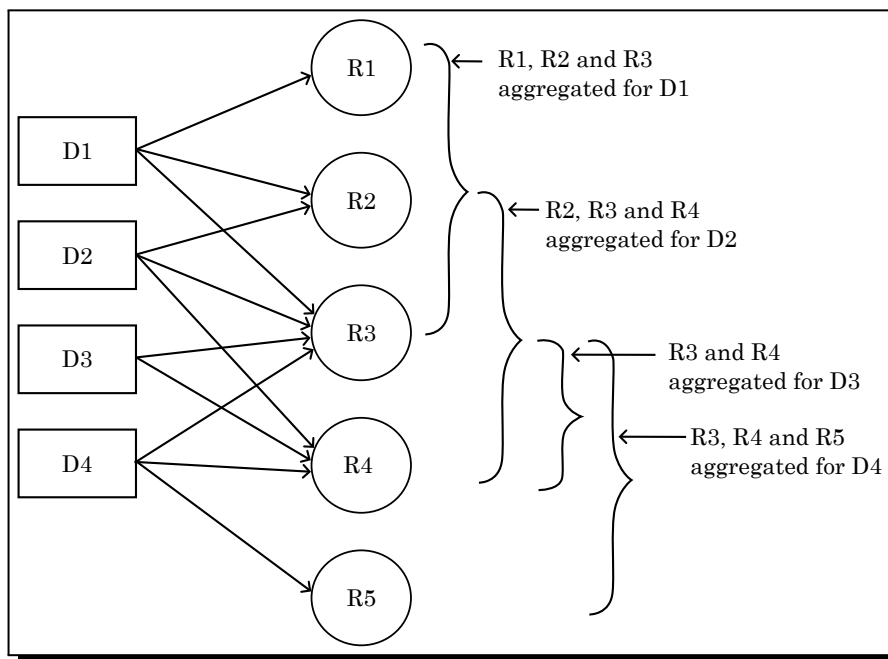 R1
R1, R2 and R3
aggregated for D1
D1
R2
R2, R3 and R4
aggregated for D2
D2
R3
D3
R3 and R4
aggregated for D3
D4
R4
R3, R4 and R5
aggregated for D4
R5